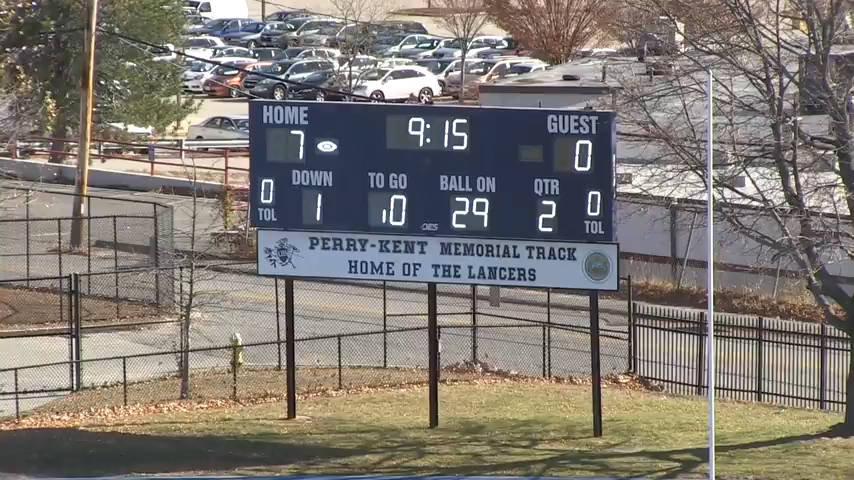 HOME 9:15 GUEST
7 0
DOWN TO GO BALL ON QTR
0 1 10 29 2 0
TOL TOL
PERRY-KENT MEMORIAL TRACK
HOME OF THE LANCERS